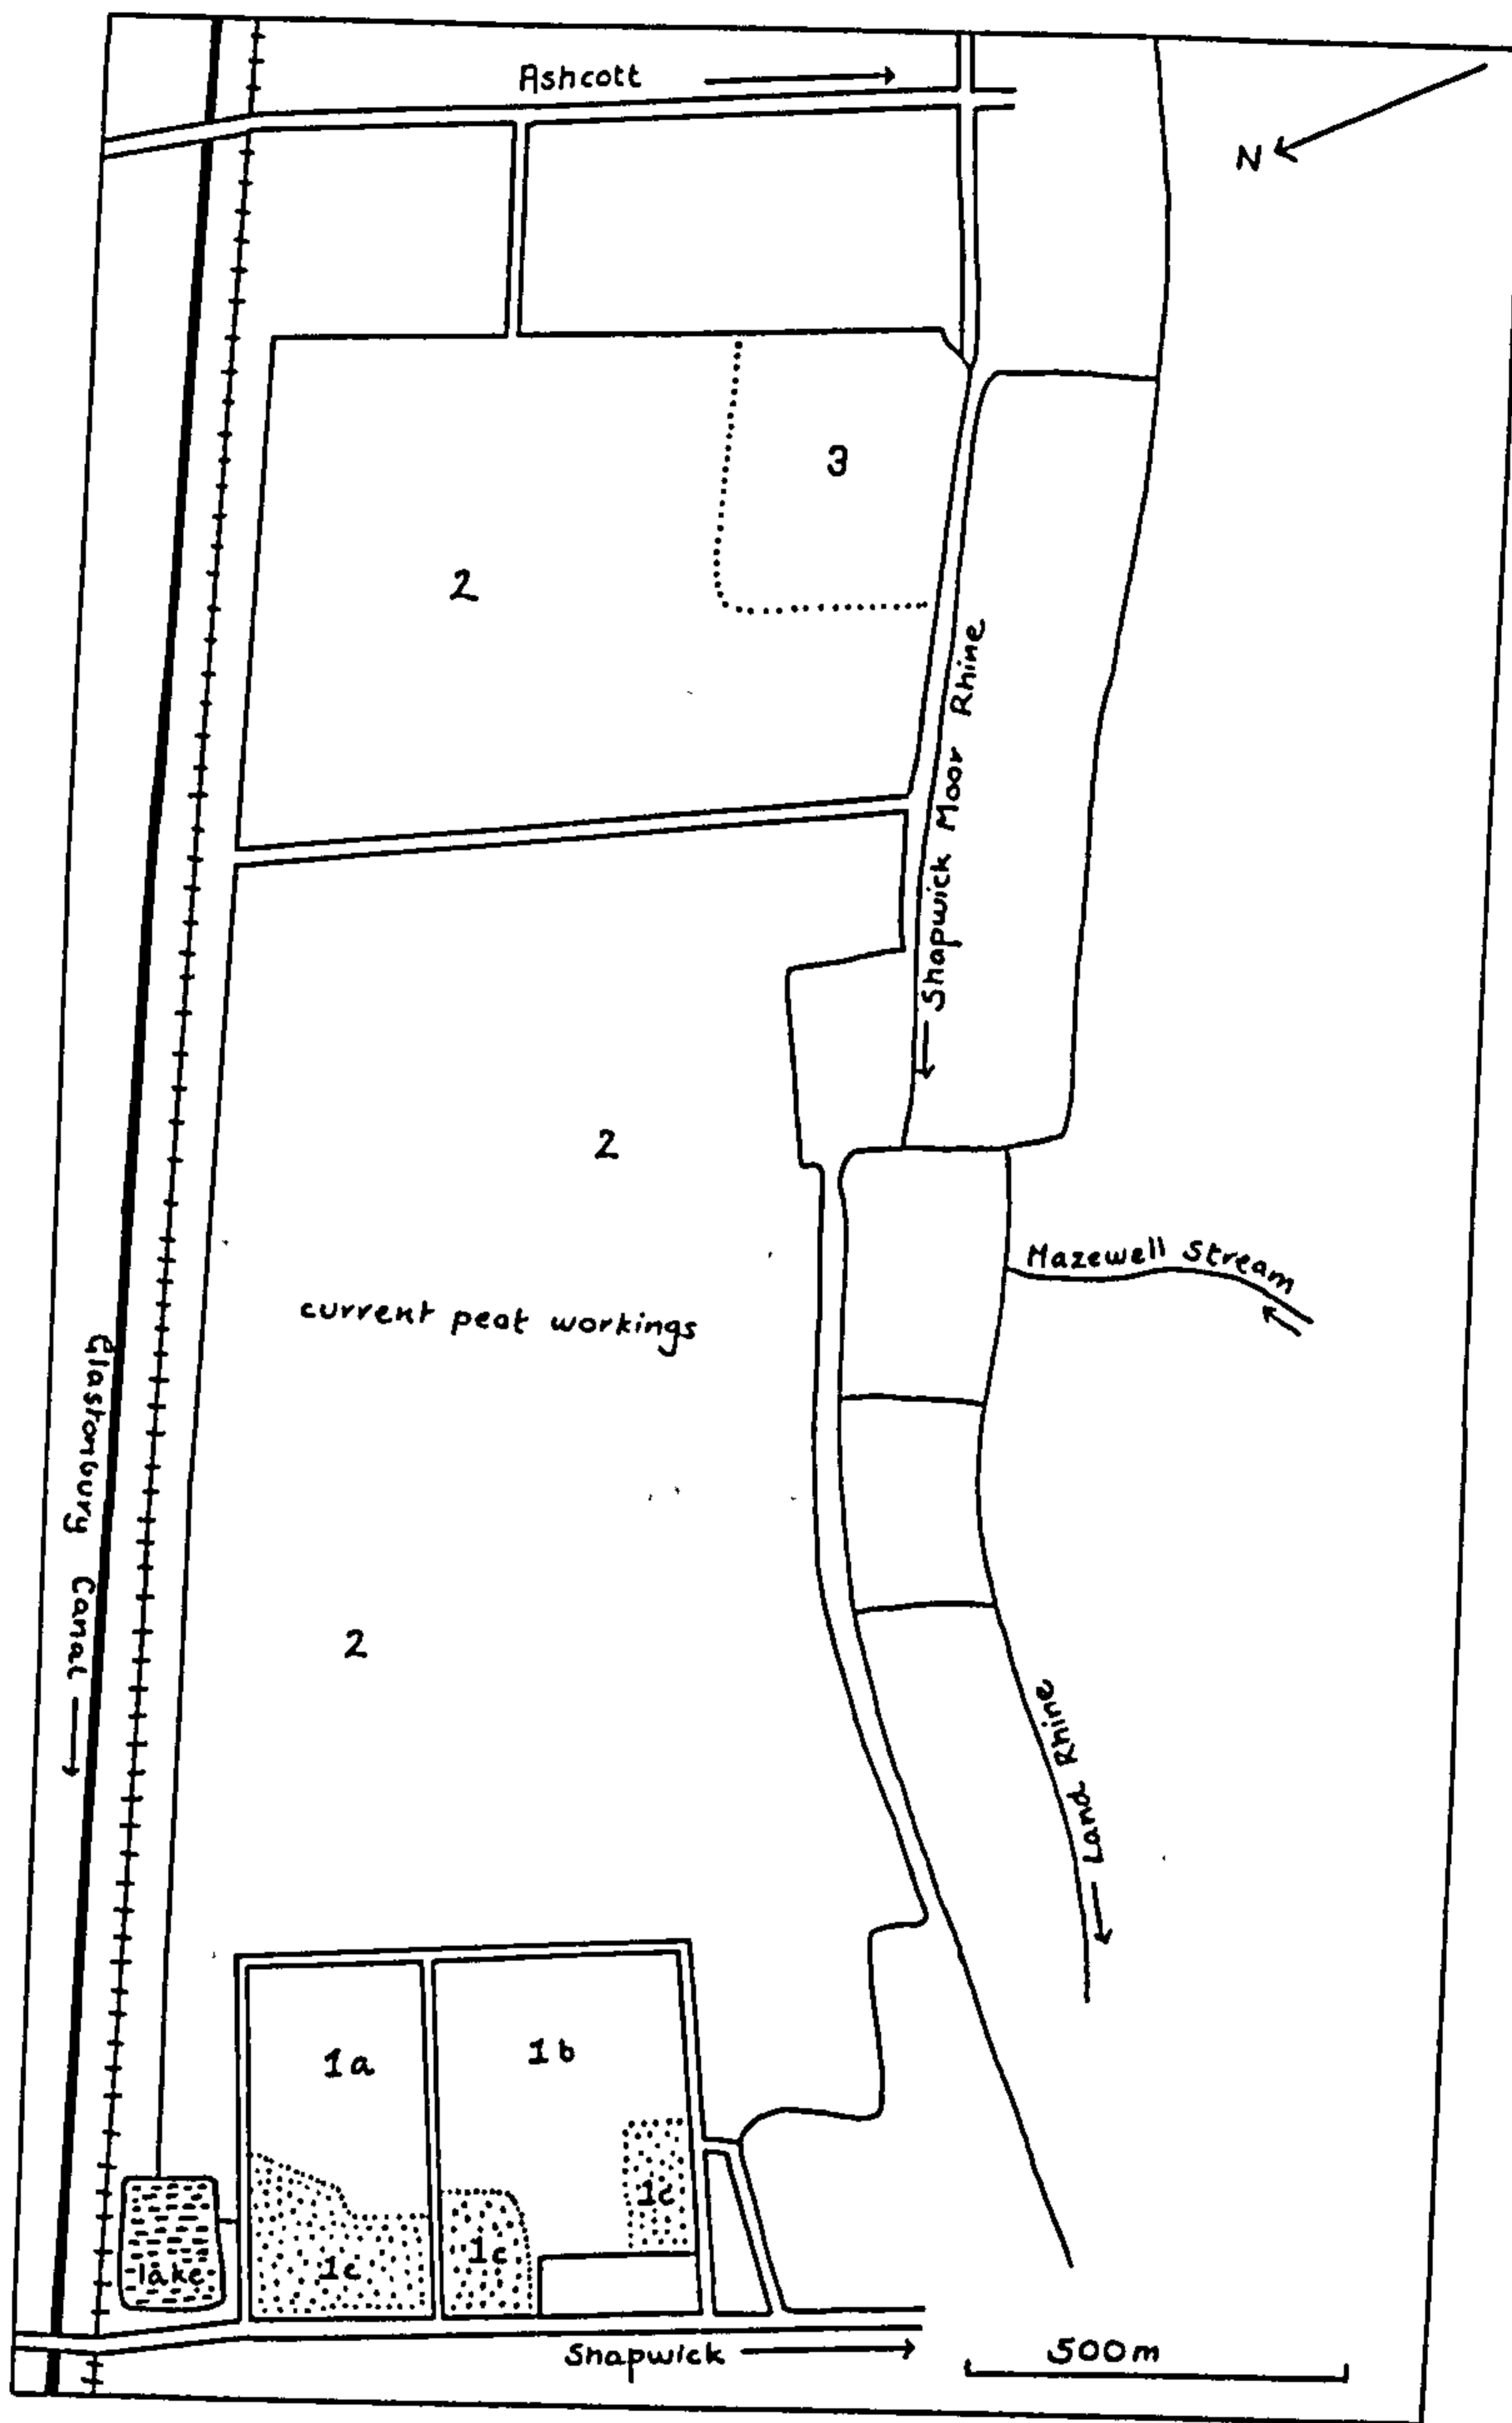 Ashcott
N
3
2
Shapwick Moor Rhine
2
Hazewell Stream
current peat workings
Glastonbury Canal
2
Land Rhine
1a
1b
1c
1c
1c
lake
Shapwick
500m